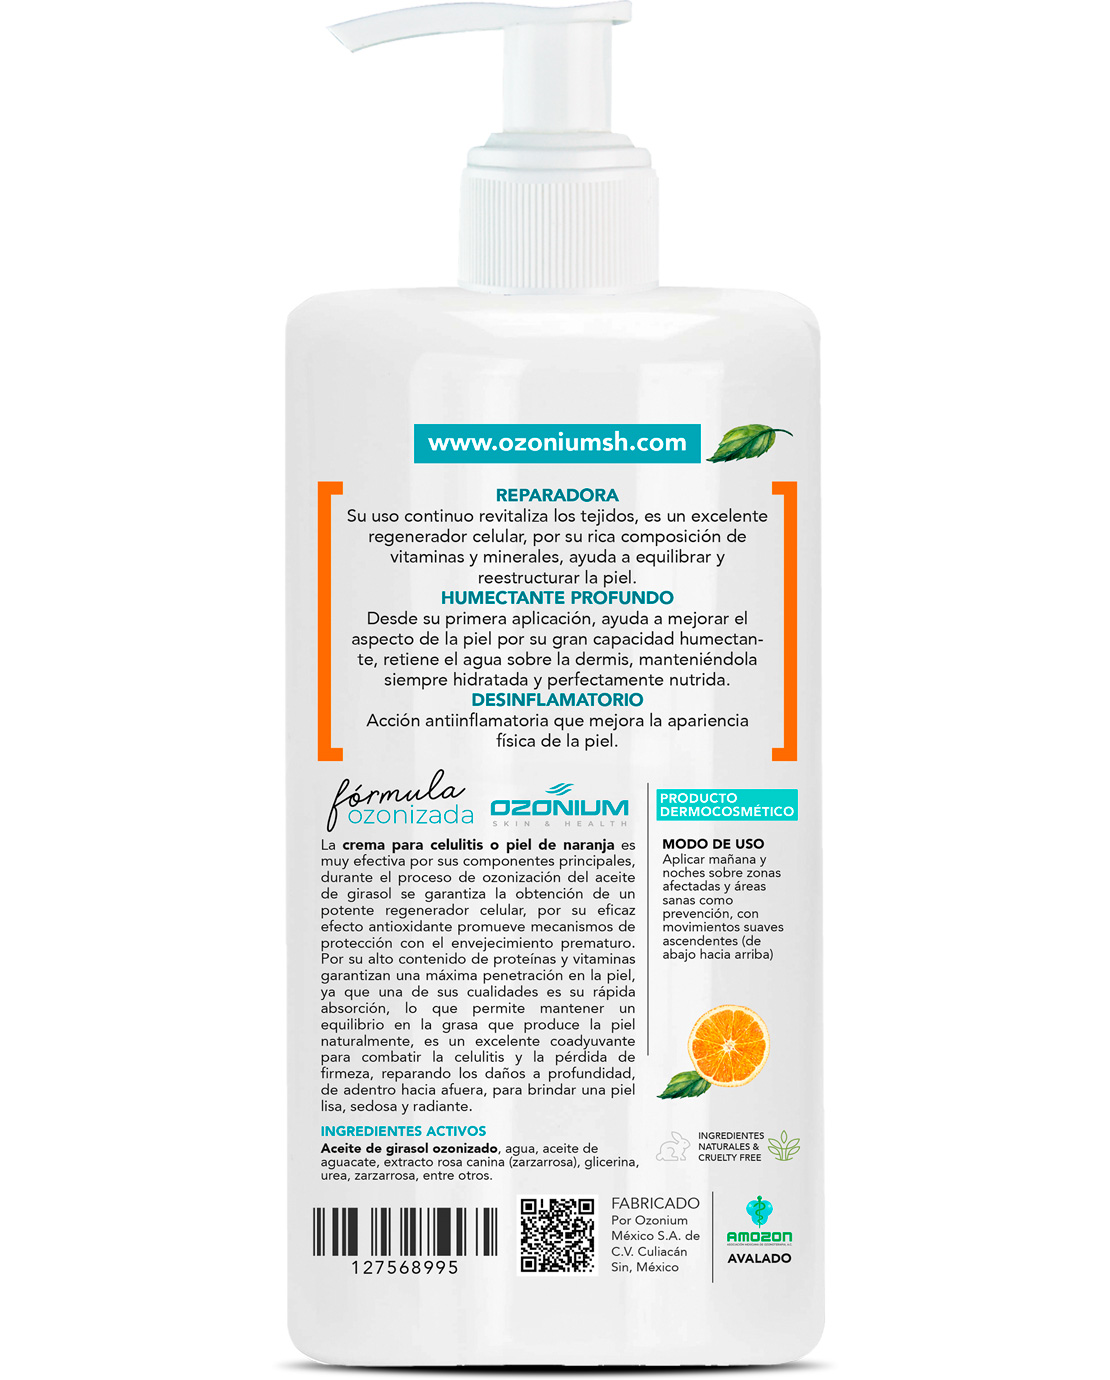 www.ozoniumsh.com
REPARADORA
Su uso continuo revitaliza los tejidos, es un excelente
regenerador celular, por su rica composición de
vitaminas y minerales, ayuda a equilibrar y
reestructurar la piel.
HUMECTANTE PROFUNDO
Desde su primera aplicación, ayuda a mejorar el
aspecto de la piel por su gran capacidad humectan-
te, retiene el agua sobre la dermis, manteniéndola
siempre hidratada y perfectamente nutrida.
DESINFLAMATORIO
Acción antiinflamatoria que mejora la apariencia
física de la piel.
fórmula
ozonizada
OZONIUM
SKIN & HEALTH
La crema para celulitis o piel de naranja es
muy efectiva por sus componentes principales,
durante el proceso de ozonización del aceite
de girasol se garantiza la obtención de un
potente regenerador celular, por su eficaz
efecto antioxidante promueve mecanismos de
protección con el envejecimiento prematuro.
Por su alto contenido de proteínas y vitaminas
garantizan una máxima penetración en la piel,
ya que una de sus cualidades es su rápida
absorción, lo que permite mantener un
equilibrio en la grasa que produce la piel
naturalmente, es un excelente coadyuvante
para combatir la celulitis y la pérdida de
firmeza, reparando los daños a profundidad,
de adentro hacia afuera, para brindar una piel
lisa, sedosa y radiante.
INGREDIENTES ACTIVOS
Aceite de girasol ozonizado, agua, aceite de
aguacate, extracto rosa canina (zarzarrosa), glicerina,
urea, zarzarrosa, entre otros.
PRODUCTO
DERMOCOSMÉTICO
MODO DE USO
Aplicar mañana y
noches sobre zonas
afectadas y áreas
sanas como
prevención, con
movimientos suaves
ascendentes (de
abajo hacia arriba)
INGREDIENTES
NATURALES &
CRUELTY FREE
127568995
FABRICADO
Por Ozonium
México S.A. de
C.V. Culiacán
Sin, México
AMOZON
AVALADO